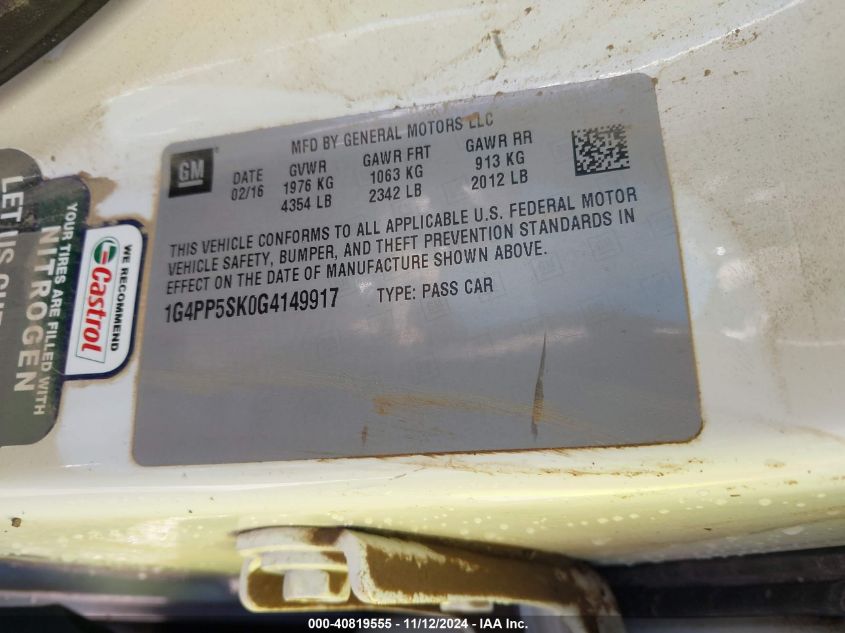 MFD BY GENERAL MOTORS LLC
GM
DATE GVWR GAWR FRT GAWR RR
02/16 1976 KG 1063 KG 913 KG
4354 LB 2342 LB 2012 LB
THIS VEHICLE CONFORMS TO ALL APPLICABLE U.S. FEDERAL MOTOR
VEHICLE SAFETY, BUMPER, AND THEFT PREVENTION STANDARDS IN
EFFECT ON THE DATE OF MANUFACTURE SHOWN ABOVE.
1G4PP5SK0G4149917 TYPE: PASS CAR
LET US
YOUR TIRES ARE FILLED WITH
NITROGEN
WE RECOMMEND
Castrol
000-40819555 - 11/12/2024 - IAA Inc.